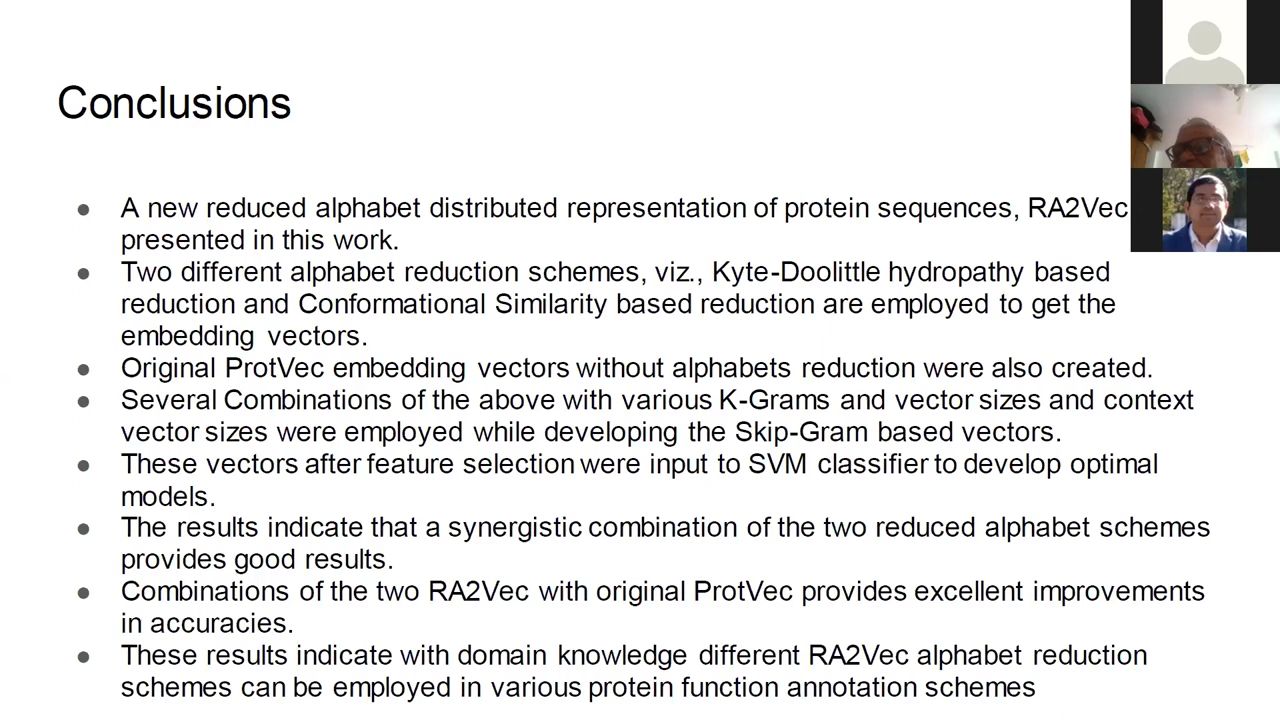 Conclusions
● A new reduced alphabet distributed representation of protein sequences, RA2Vec
presented in this work.
● Two different alphabet reduction schemes, viz., Kyte-Doolittle hydropathy based
reduction and Conformational Similarity based reduction are employed to get the
embedding vectors.
● Original ProtVec embedding vectors without alphabets reduction were also created.
● Several Combinations of the above with various K-Grams and vector sizes and context
vector sizes were employed while developing the Skip-Gram based vectors.
● These vectors after feature selection were input to SVM classifier to develop optimal
models.
● The results indicate that a synergistic combination of the two reduced alphabet schemes
provides good results.
● Combinations of the two RA2Vec with original ProtVec provides excellent improvements
in accuracies.
● These results indicate with domain knowledge different RA2Vec alphabet reduction
schemes can be employed in various protein function annotation schemes